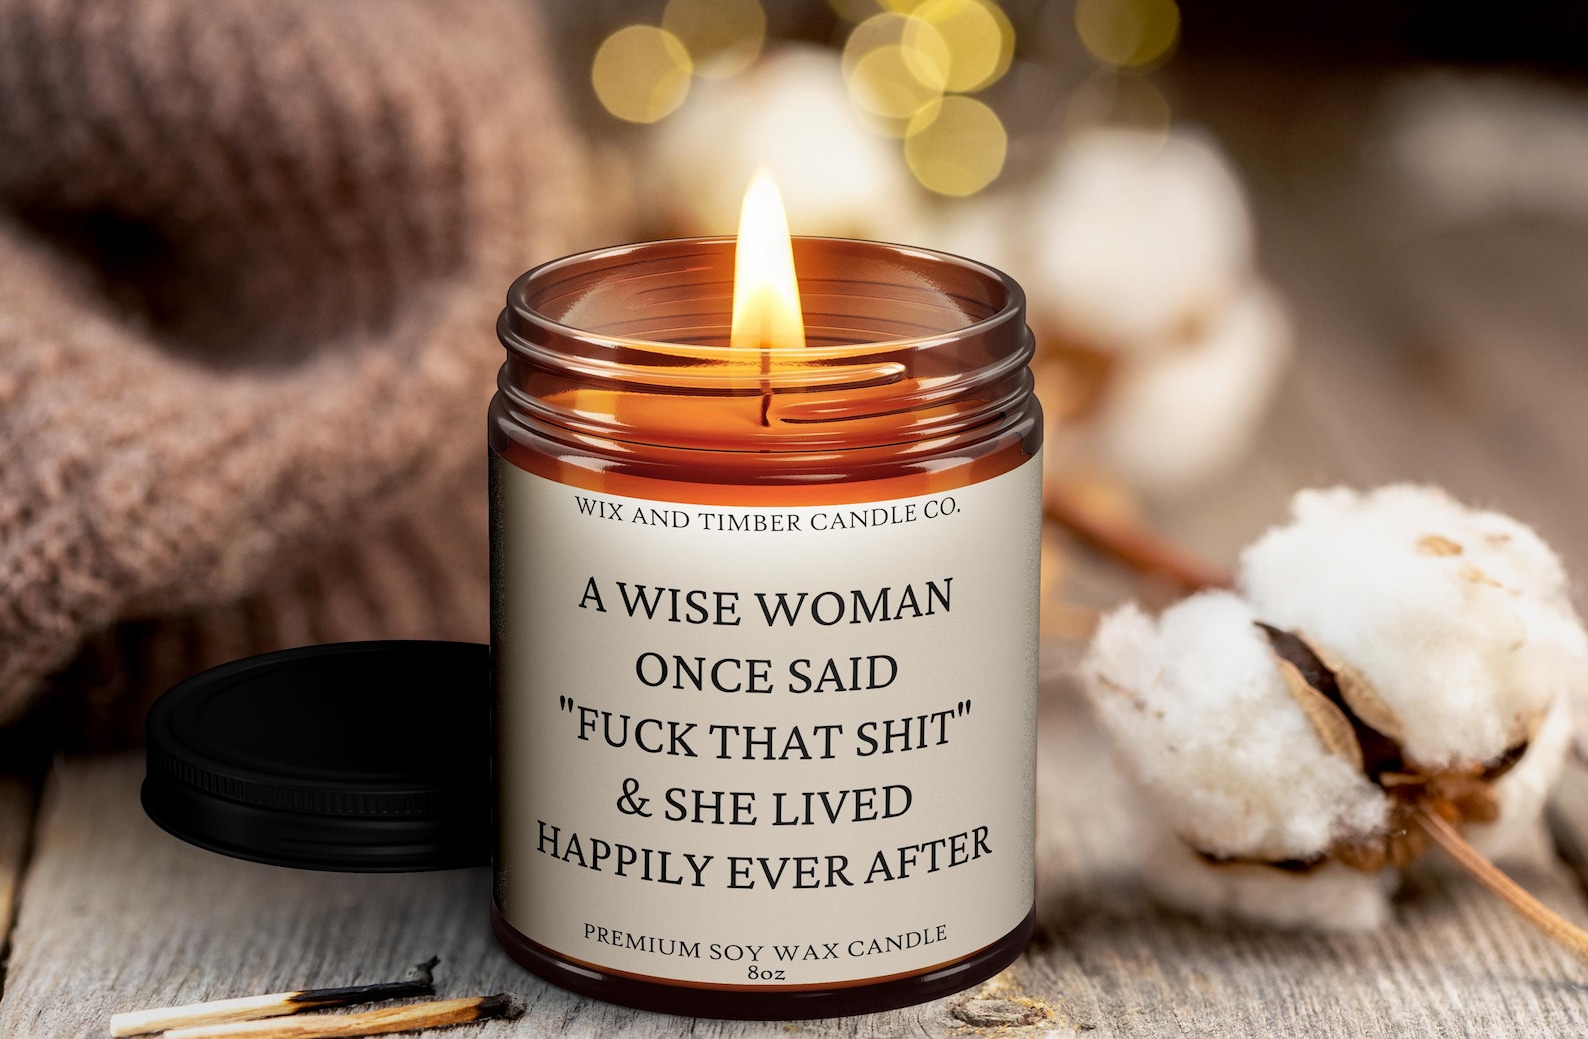 WIX AND TIMBER CANDLE CO.
A WISE WOMAN
ONCE SAID
"FUCK THAT SHIT"
& SHE LIVED
HAPPILY EVER AFTER
PREMIUM SOY WAX CANDLE
8oz